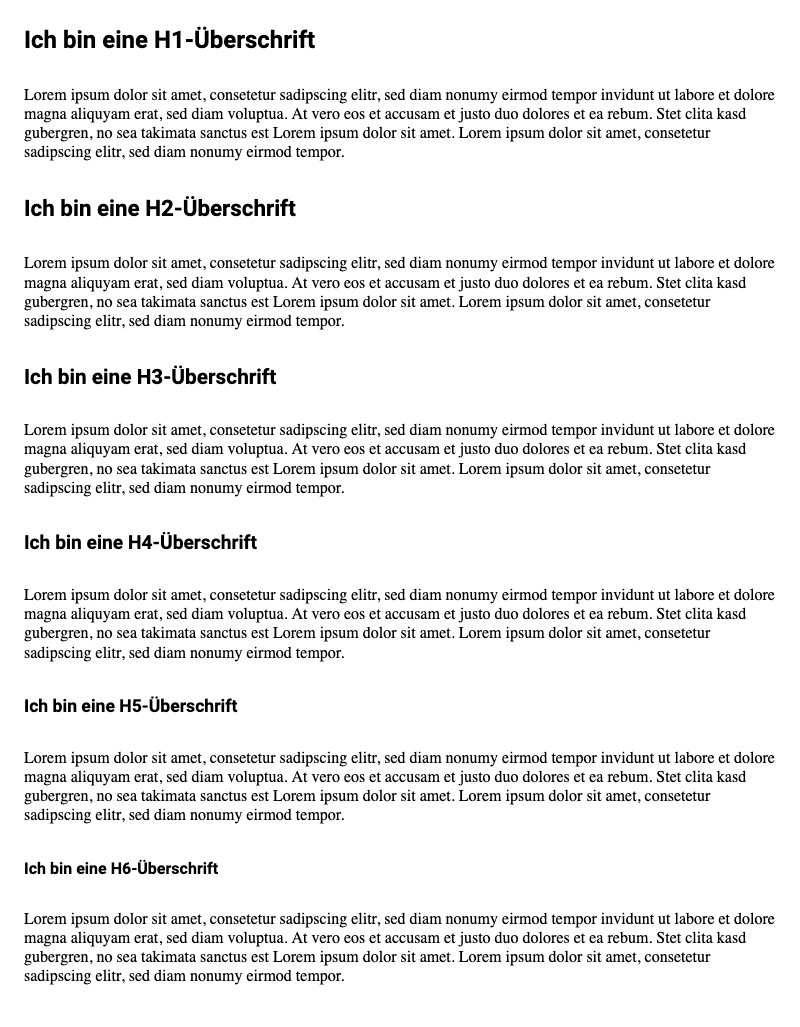 Ich bin eine H1-Überschrift
Lorem ipsum dolor sit amet, consetetur sadipscing elitr, sed diam nonumy eirmod tempor invidunt ut labore et dolore
magna aliquyam erat, sed diam voluptua. At vero eos et accusam et justo duo dolores et ea rebum. Stet clita kasd
gubergren, no sea takimata sanctus est Lorem ipsum dolor sit amet. Lorem ipsum dolor sit amet, consetetur
sadipscing elitr, sed diam nonumy eirmod tempor.
Ich bin eine H2-Überschrift
Lorem ipsum dolor sit amet, consetetur sadipscing elitr, sed diam nonumy eirmod tempor invidunt ut labore et dolore
magna aliquyam erat, sed diam voluptua. At vero eos et accusam et justo duo dolores et ea rebum. Stet clita kasd
gubergren, no sea takimata sanctus est Lorem ipsum dolor sit amet. Lorem ipsum dolor sit amet, consetetur
sadipscing elitr, sed diam nonumy eirmod tempor.
Ich bin eine H3-Überschrift
Lorem ipsum dolor sit amet, consetetur sadipscing elitr, sed diam nonumy eirmod tempor invidunt ut labore et dolore
magna aliquyam erat, sed diam voluptua. At vero eos et accusam et justo duo dolores et ea rebum. Stet clita kasd
gubergren, no sea takimata sanctus est Lorem ipsum dolor sit amet. Lorem ipsum dolor sit amet, consetetur
sadipscing elitr, sed diam nonumy eirmod tempor.
Ich bin eine H4-Überschrift
Lorem ipsum dolor sit amet, consetetur sadipscing elitr, sed diam nonumy eirmod tempor invidunt ut labore et dolore
magna aliquyam erat, sed diam voluptua. At vero eos et accusam et justo duo dolores et ea rebum. Stet clita kasd
gubergren, no sea takimata sanctus est Lorem ipsum dolor sit amet. Lorem ipsum dolor sit amet, consetetur
sadipscing elitr, sed diam nonumy eirmod tempor.
Ich bin eine H5-Überschrift
Lorem ipsum dolor sit amet, consetetur sadipscing elitr, sed diam nonumy eirmod tempor invidunt ut labore et dolore
magna aliquyam erat, sed diam voluptua. At vero eos et accusam et justo duo dolores et ea rebum. Stet clita kasd
gubergren, no sea takimata sanctus est Lorem ipsum dolor sit amet. Lorem ipsum dolor sit amet, consetetur
sadipscing elitr, sed diam nonumy eirmod tempor.
Ich bin eine H6-Überschrift
Lorem ipsum dolor sit amet, consetetur sadipscing elitr, sed diam nonumy eirmod tempor invidunt ut labore et dolore
magna aliquyam erat, sed diam voluptua. At vero eos et accusam et justo duo dolores et ea rebum. Stet clita kasd
gubergren, no sea takimata sanctus est Lorem ipsum dolor sit amet. Lorem ipsum dolor sit amet, consetetur
sadipscing elitr, sed diam nonumy eirmod tempor.